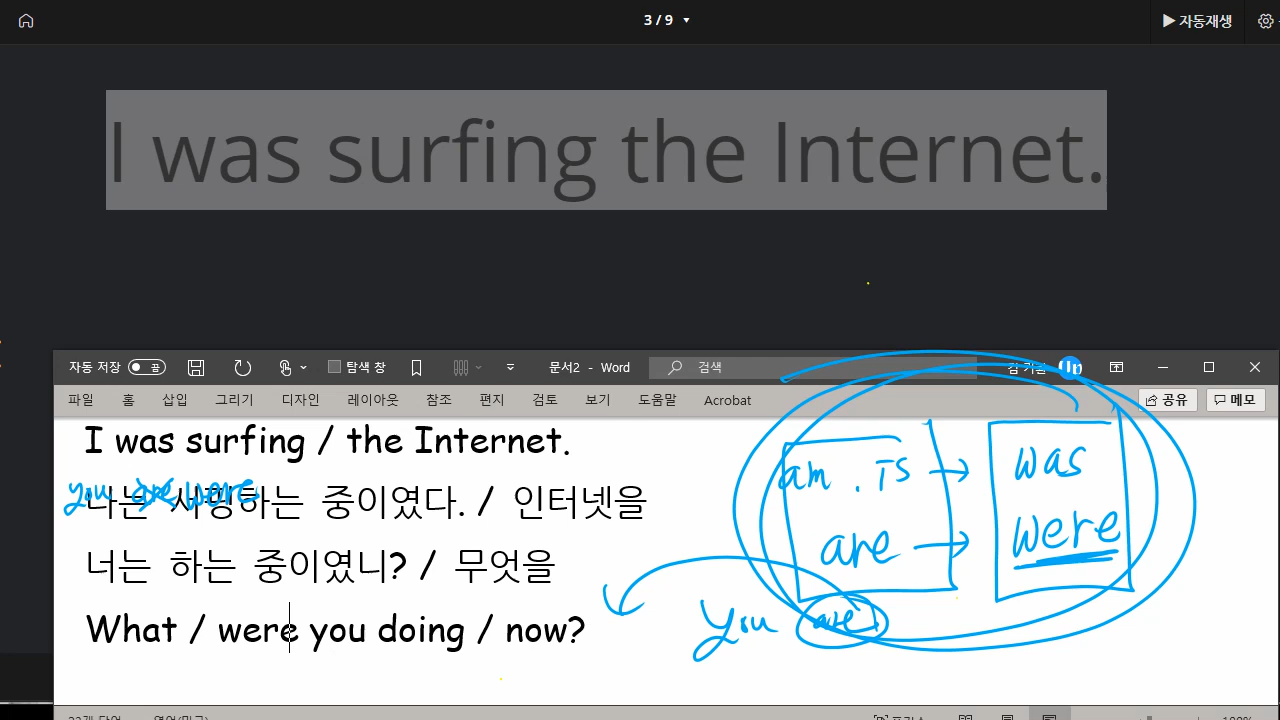 3 / 9
자동재생
I was surfing the Internet.
자동 저장 끔 탐색 창 문서2 - Word 검색
파일 홈 삽입 그리기 디자인 레이아웃 참조 편지 검토 보기 도움말 Acrobat 공유 메모
I was surfing / the Internet.
you are were
나는 서핑하는 중이었다. / 인터넷을
너는 하는 중이였니? / 무엇을
What / were you doing / now?
am . is → was
are → were
you are